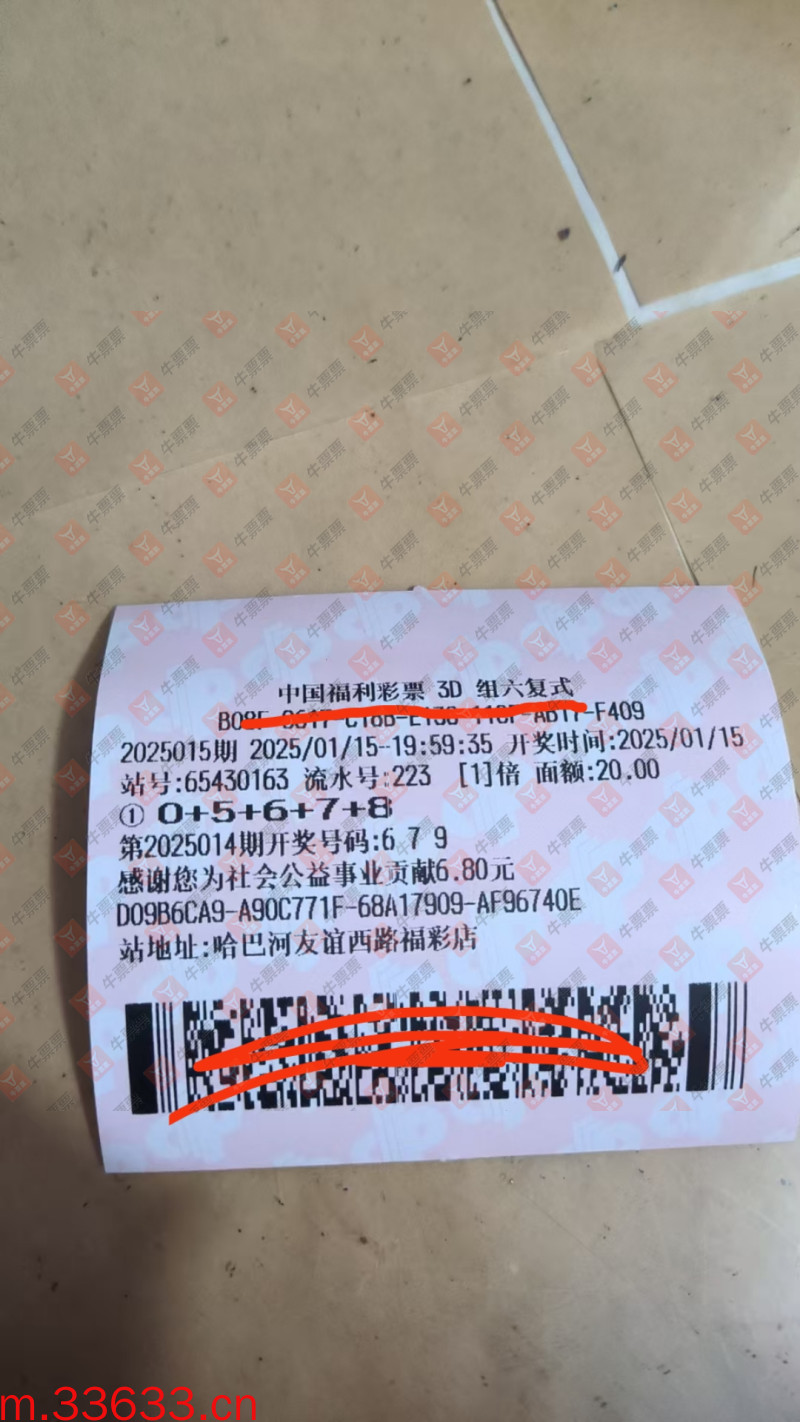 中国福利彩票 3D 组六复式
-F409
2025015期 2025/01/15-19:59:35 开奖时间:2025/01/15
站号:65430163 流水号:223 [1]倍 面额:20.00
① 0+5+6+7+8
第2025014期开奖号码:6 7 9
感谢您为社会公益事业贡献6.80元
D09B6CA9-A90C771F-68A17909-AF96740E
站地址:哈巴河友谊西路福彩店
牛票票
m.33633.cn